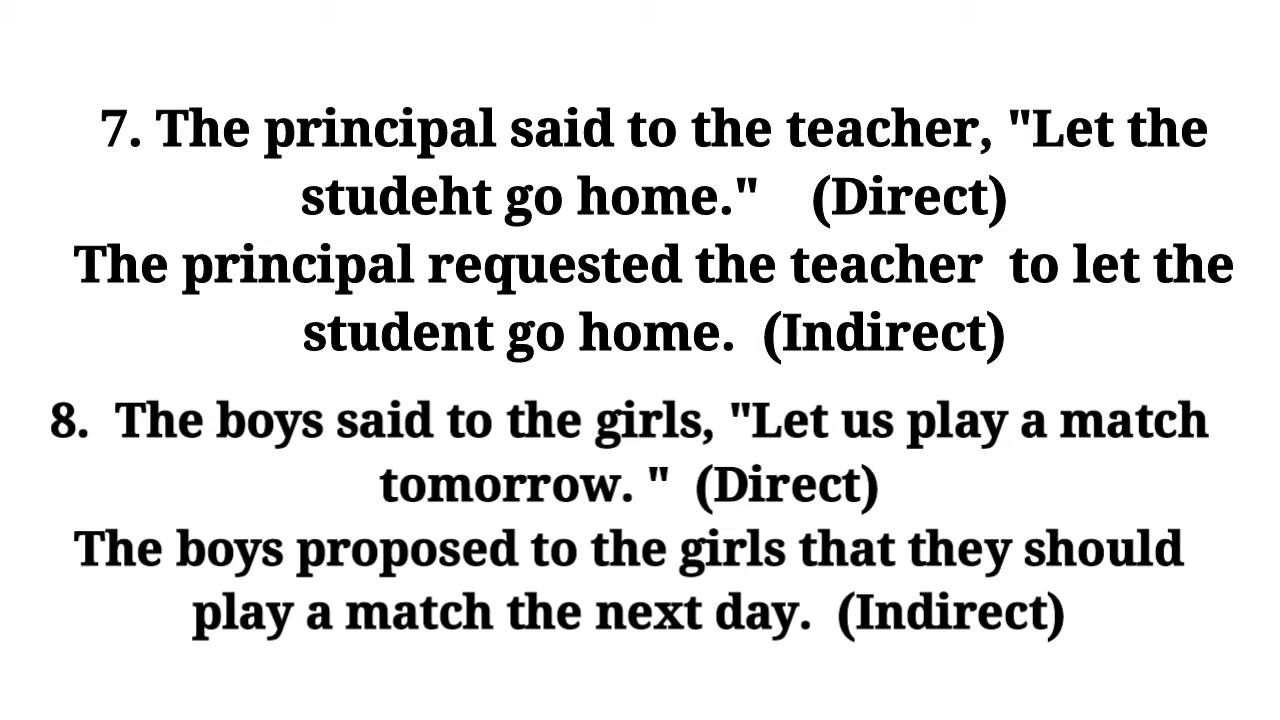 7. The principal said to the teacher, "Let the
studeht go home." (Direct)
The principal requested the teacher to let the
student go home. (Indirect)
8. The boys said to the girls, "Let us play a match
tomorrow. " (Direct)
The boys proposed to the girls that they should
play a match the next day. (Indirect)